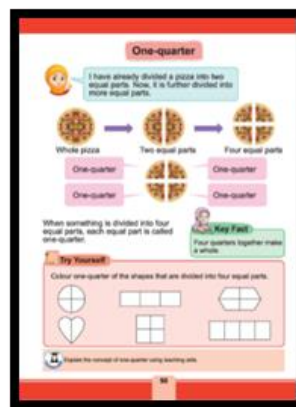 One-quarter
I have already divided a pizza into two
equal parts. Now, it is further divided into
more equal parts.
Whole pizza
Two equal parts
Four equal parts
One-quarter
One-quarter
One-quarter
One-quarter
When something is divided into four
equal parts, each equal part is called
one-quarter.
Key Fact
Four quarters together make
a whole.
Try Yourself
Colour one-quarter of the shapes that are divided into four equal parts.
Explain the concept of one-quarter using teaching aids.